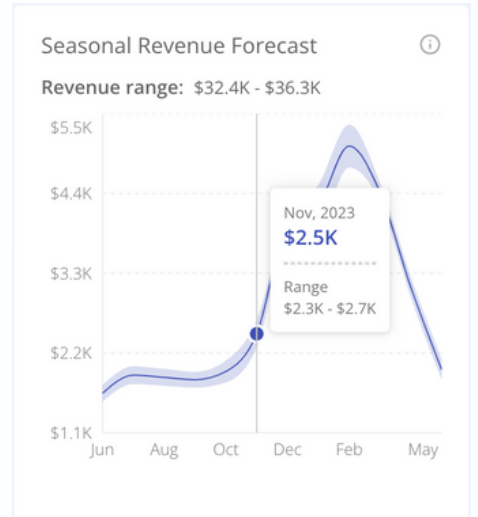 Seasonal Revenue Forecast
Revenue range: $32.4K - $36.3K
$5.5K
$4.4K
Nov, 2023
$2.5K
$3.3K
Range
$2.3K - $2.7K
$2.2K
$1.1K
Jun Aug Oct Dec Feb May